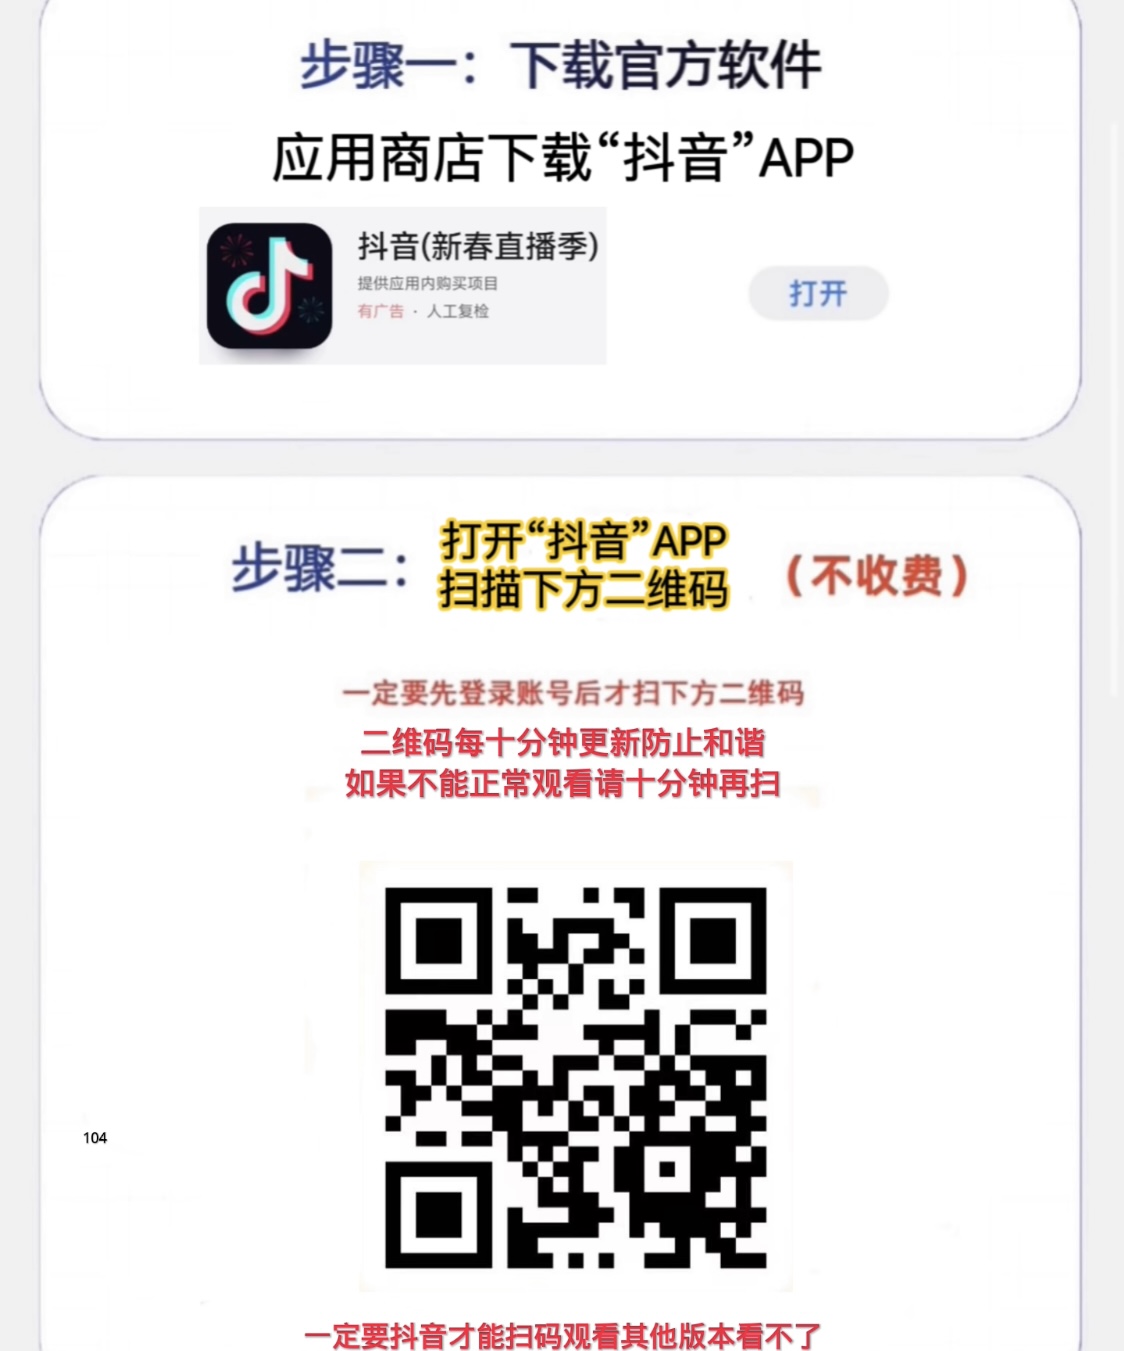 步骤一：下载官方软件
应用商店下载“抖音”APP
抖音(新春直播季)
提供应用内购买项目
有广告 · 人工复检
打开
步骤二：
打开“抖音”APP
扫描下方二维码
（不收费）
一定要先登录账号后才扫下方二维码
二维码每十分钟更新防止和谐
如果不能正常观看请十分钟再扫
104
一定要抖音才能扫码观看其他版本看不了